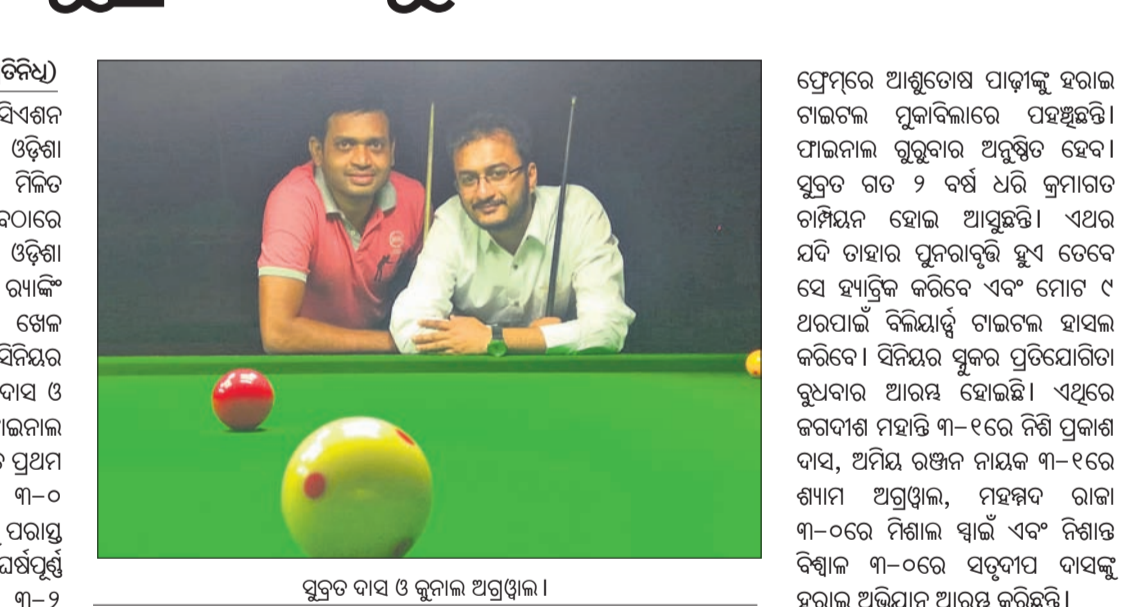 ତିନିଧି)
ସିଏଶନ
ଓଡ଼ିଶା
ମିଳିତ
ବଠାରେ
ଓଡ଼ିଶା
ର‍୍ୟାଙ୍କିଂ
ଖେଳ
ସିନିୟର
ଦାସ ଓ
ାଇନାଲ
ପ୍ରଥମ
୩-୦
ପରାସ୍ତ
ଘର୍ଷପୂର୍ଣ୍ଣ
୩-୨
ସୁବ୍ରତ ଦାସ ଓ କୁନାଲ ଅଗ୍ରୱାଲ।
ଫ୍ରେମ୍‌ରେ ଆଶୁତୋଷ ପାଢ଼ୀଙ୍କୁ ହରାଇ
ଟାଇଟଲ ମୁକାବିଲାରେ ପହଞ୍ଚିଛନ୍ତି।
ଫାଇନାଲ ଗୁରୁବାର ଅନୁଷ୍ଠିତ ହେବ।
ସୁବ୍ରତ ଗତ ୨ ବର୍ଷ ଧରି କ୍ରମାଗତ
ଚାମ୍ପିୟନ ହୋଇ ଆସୁଛନ୍ତି। ଏଥର
ଯଦି ତାହାର ପୁନରାବୃତ୍ତି ହୁଏ ତେବେ
ସେ ହ୍ୟାଟ୍ରିକ କରିବେ ଏବଂ ମୋଟ ୯
ଥରପାଇଁ ବିଲିୟାର୍ଡ୍ସ ଟାଇଟଲ ହାସଲ
କରିବେ। ସିନିୟର ସ୍ନୁକର ପ୍ରତିଯୋଗିତା
ବୁଧବାର ଆରମ୍ଭ ହୋଇଛି। ଏଥିରେ
ଜଗଦୀଶ ମହାନ୍ତି ୩-୧ରେ ନିଶି ପ୍ରକାଶ
ଦାସ, ଅମିୟ ରଞ୍ଜନ ନାୟକ ୩-୧ରେ
ଶ୍ୟାମ ଅଗ୍ରୱାଲ, ମହମ୍ମଦ ରାଜା
୩-୦ରେ ମିଶାଲ ସ୍ୱାଇଁ ଏବଂ ନିଶାନ୍ତ
ବିଶ୍ୱାଳ ୩-୦ରେ ସତ୍ୟଦୀପ ଦାସଙ୍କୁ
ହରାଇ ଅଭିଯାନ ଆରମ୍ଭ କରିଛନ୍ତି।